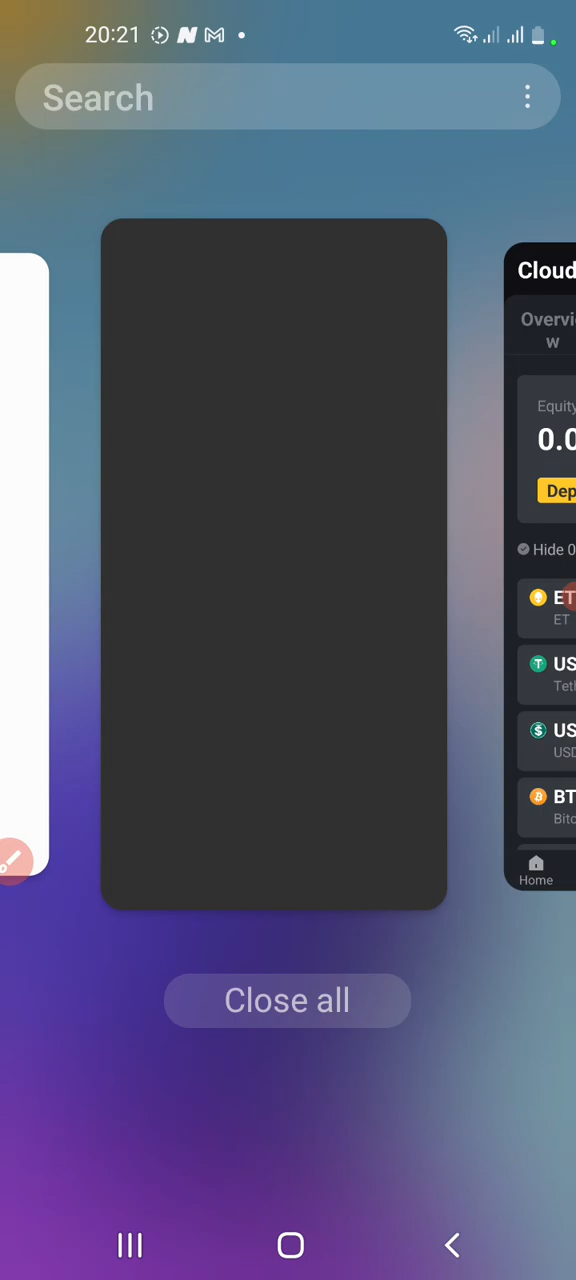 20:21
Search
Cloud
Overvi
w
Equity
0.0
Dep
Hide 0
ET
ET
US
Teth
US
USD
BT
Bitc
Home
Close all